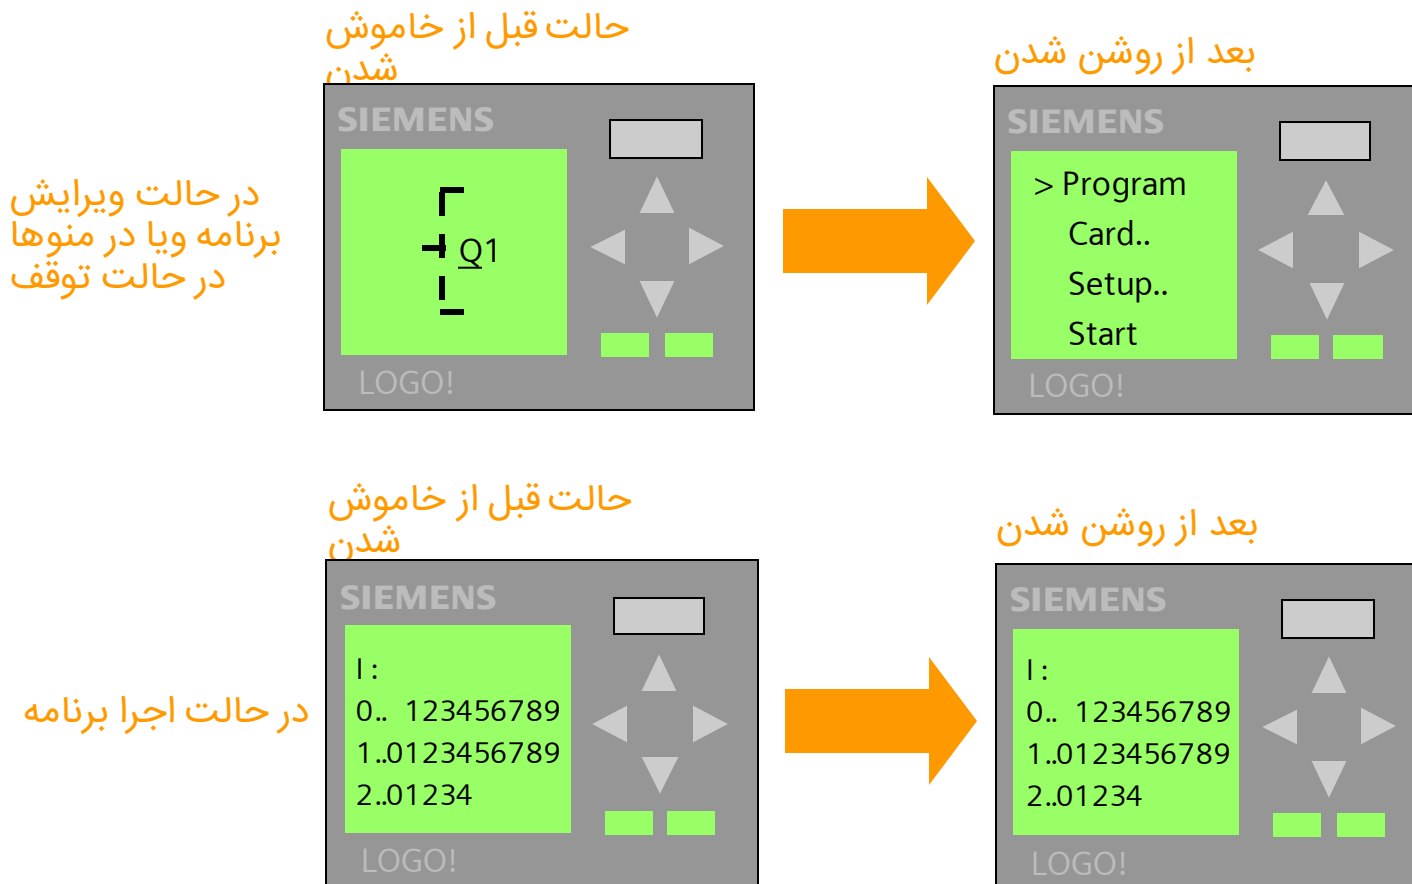 حالت قبل از خاموش
شدن
بعد از روشن شدن
در حالت ویرایش
برنامه ویا در منوها
در حالت توقف
SIEMENS
Q1
LOGO!
SIEMENS
> Program
Card..
Setup..
Start
LOGO!
حالت قبل از خاموش
شدن
بعد از روشن شدن
در حالت اجرا برنامه
SIEMENS
I :
0.. 123456789
1..0123456789
2..01234
LOGO!
SIEMENS
I :
0.. 123456789
1..0123456789
2..01234
LOGO!